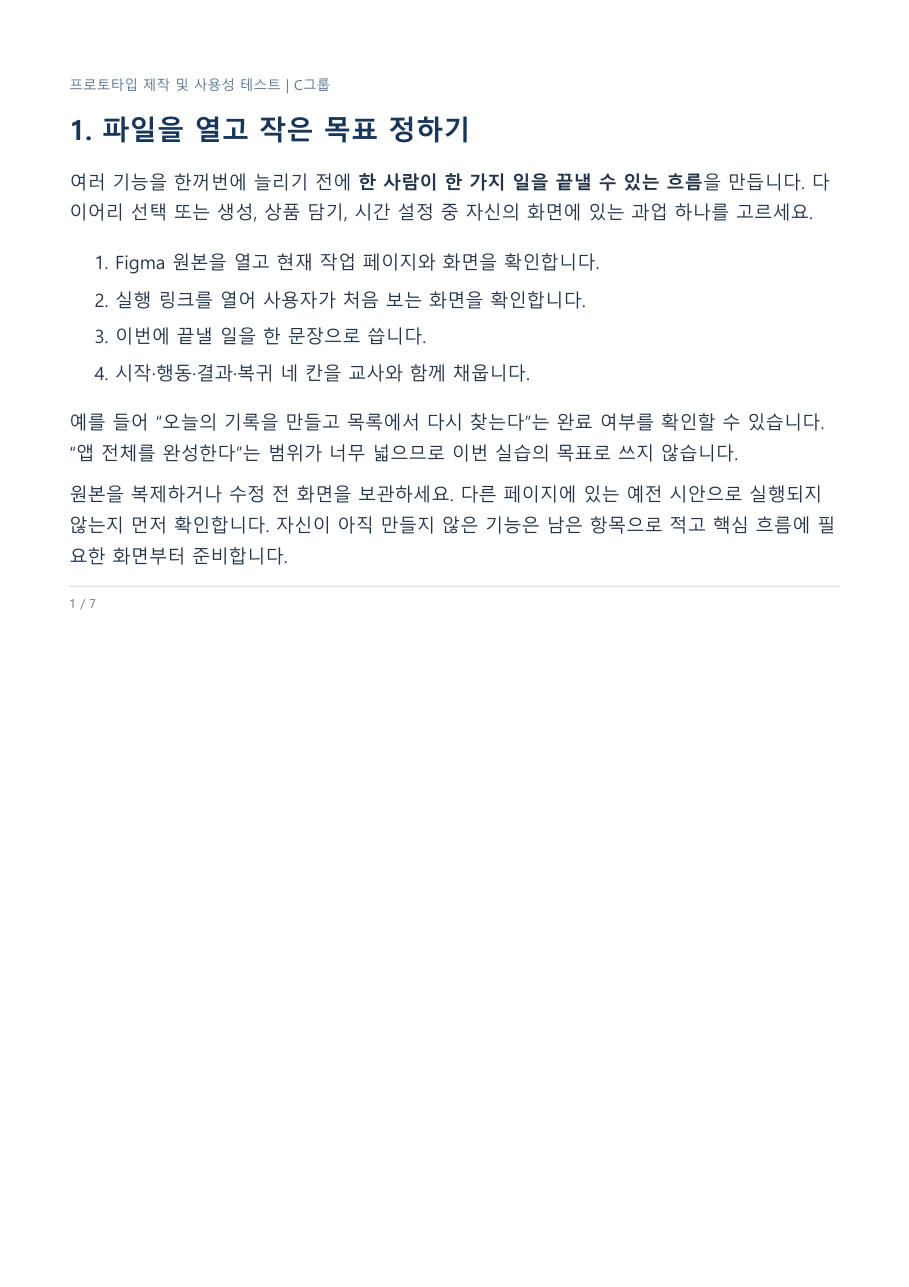 프로토타입 제작 및 사용성 테스트 | C그룹
1. 파일을 열고 작은 목표 정하기
여러 기능을 한꺼번에 늘리기 전에 한 사람이 한 가지 일을 끝낼 수 있는 흐름을 만듭니다. 다
이어리 선택 또는 생성, 상품 담기, 시간 설정 중 자신의 화면에 있는 과업 하나를 고르세요.
1. Figma 원본을 열고 현재 작업 페이지와 화면을 확인합니다.
2. 실행 링크를 열어 사용자가 처음 보는 화면을 확인합니다.
3. 이번에 끝낼 일을 한 문장으로 씁니다.
4. 시작·행동·결과·복귀 네 칸을 교사와 함께 채웁니다.
예를 들어 “오늘의 기록을 만들고 목록에서 다시 찾는다”는 완료 여부를 확인할 수 있습니다.
“앱 전체를 완성한다”는 범위가 너무 넓으므로 이번 실습의 목표로 쓰지 않습니다.
원본을 복제하거나 수정 전 화면을 보관하세요. 다른 페이지에 있는 예전 시안으로 실행되지
않는지 먼저 확인합니다. 자신이 아직 만들지 않은 기능은 남은 항목으로 적고 핵심 흐름에 필
요한 화면부터 준비합니다.
1 / 7